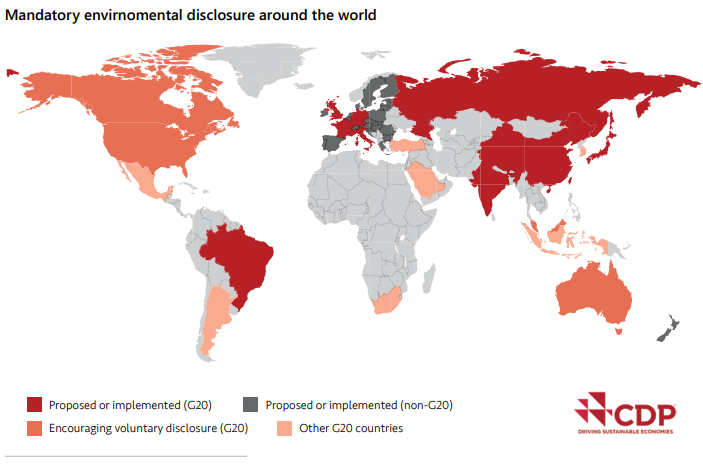 Mandatory envirnomental disclosure around the world
Proposed or implemented (G20)
Proposed or implemented (non-G20)
Encouraging voluntary disclosure (G20)
Other G20 countries
CDP
DRIVING SUSTAINABLE ECONOMIES